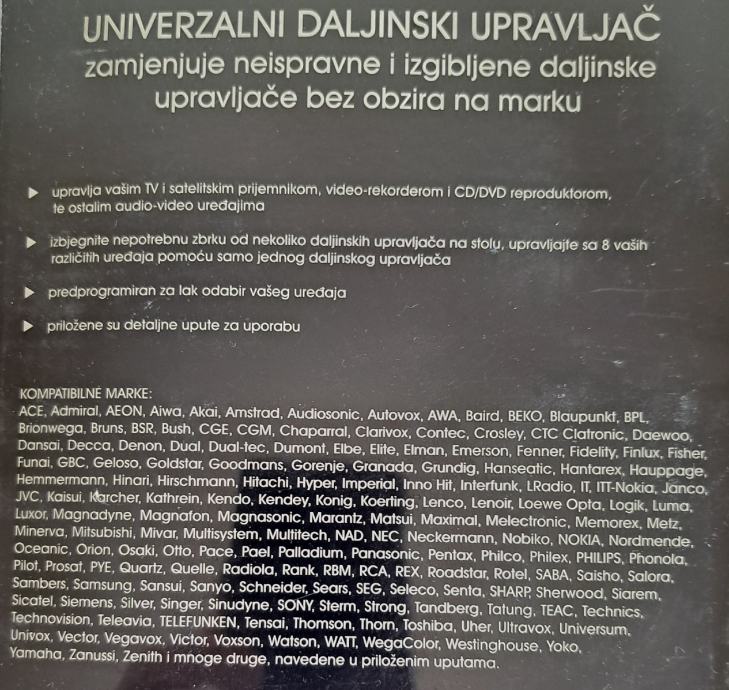 UNIVERZALNI DALJINSKI UPRAVLJAČ
zamjenjuje neispravne i izgibljene daljinske
upravljače bez obzira na marku
upravlja vašim TV i satelitskim prijemnikom, video-rekorderom i CD/DVD reproduktorom,
te ostalim audio-video uređajima
izbjegnite nepotrebnu zbrku od nekoliko daljinskih upravljača na stolu, upravljajte sa 8 vaših
različitih uređaja pomoću samo jednog daljinskog upravljača
predprogramiran za lak odabir vašeg uređaja
priložene su detaljne upute za uporabu
KOMPATIBILNE MARKE:
ACE, Admiral, AEON, Aiwa, Akai, Amstrad, Audiosonic, Autovox, AWA, Baird, BEKO, Blaupunkt, BPL,
Brionwega, Bruns, BSR, Bush, CGE, CGM, Chaparral, Clarivox, Contec, Crosley, CTC Clatronic, Daewoo,
Dansai, Decca, Denon, Dual, Dual-tec, Dumont, Elbe, Elite, Elman, Emerson, Fenner, Fidelity, Finlux, Fisher,
Funai, GBC, Geloso, Goldstar, Goodmans, Gorenje, Granada, Grundig, Hanseatic, Hantarex, Hauppage,
Hemmermann, Hinari, Hirschmann, Hitachi, Hyper, Imperial, Inno Hit, Interfunk, LRadio, IT, ITT-Nokia, Janco,
JVC, Kaisui, Karcher, Kathrein, Kendo, Kendey, Konig, Koerting, Lenco, Lenoir, Loewe Opta, Logik, Luma,
Luxor, Magnadyne, Magnafon, Magnasonic, Marantz, Matsui, Maximal, Melectronic, Memorex, Metz,
Minerva, Mitsubishi, Mivar, Multisystem, Multitech, NAD, NEC, Neckermann, Nobiko, NOKIA, Nordmende,
Oceanic, Orion, Osaki, Otto, Pace, Pael, Palladium, Panasonic, Pentax, Philco, Philex, PHILIPS, Phonola,
Pilot, Prosat, PYE, Quartz, Quelle, Radiola, Rank, RBM, RCA, REX, Roadstar, Rotel, SABA, Saisho, Salora,
Sambers, Samsung, Sansui, Sanyo, Schneider, Sears, SEG, Seleco, Senta, SHARP, Sherwood, Siarem,
Sicatel, Siemens, Silver, Singer, Sinudyne, SONY, Sterm, Strong, Tandberg, Tatung, TEAC, Technics,
Technovision, Teleavia, TELEFUNKEN, Tensai, Thomson, Thorn, Toshiba, Uher, Ultravox, Universum,
Univox, Vector, Vegavox, Victor, Voxson, Watson, WATT, WegaColor, Westinghouse, Yoko,
Yamaha, Zanussi, Zenith i mnoge druge, navedene u priloženim uputama.